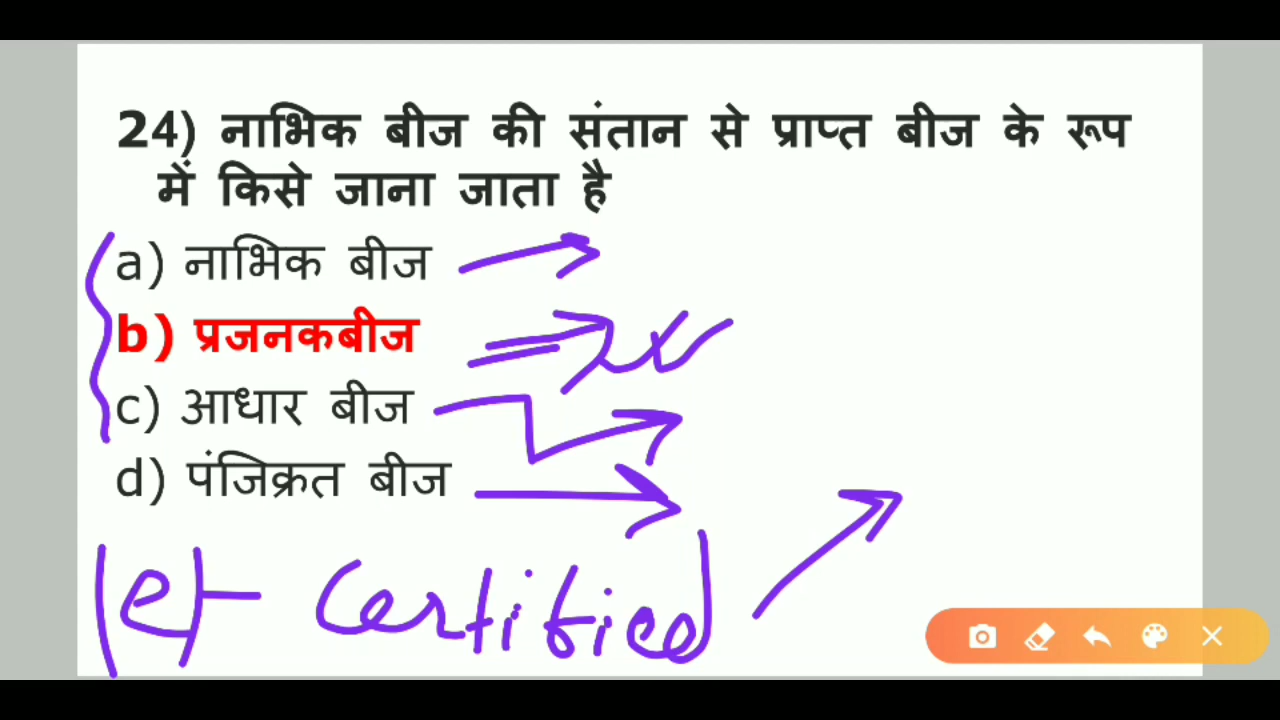 24) नाभिक बीज की संतान से प्राप्त बीज के रूप
में किसे जाना जाता है
a) नाभिक बीज
b) प्रजनकबीज
c) आधार बीज
d) पंजिक्रत बीज
e) - Certified